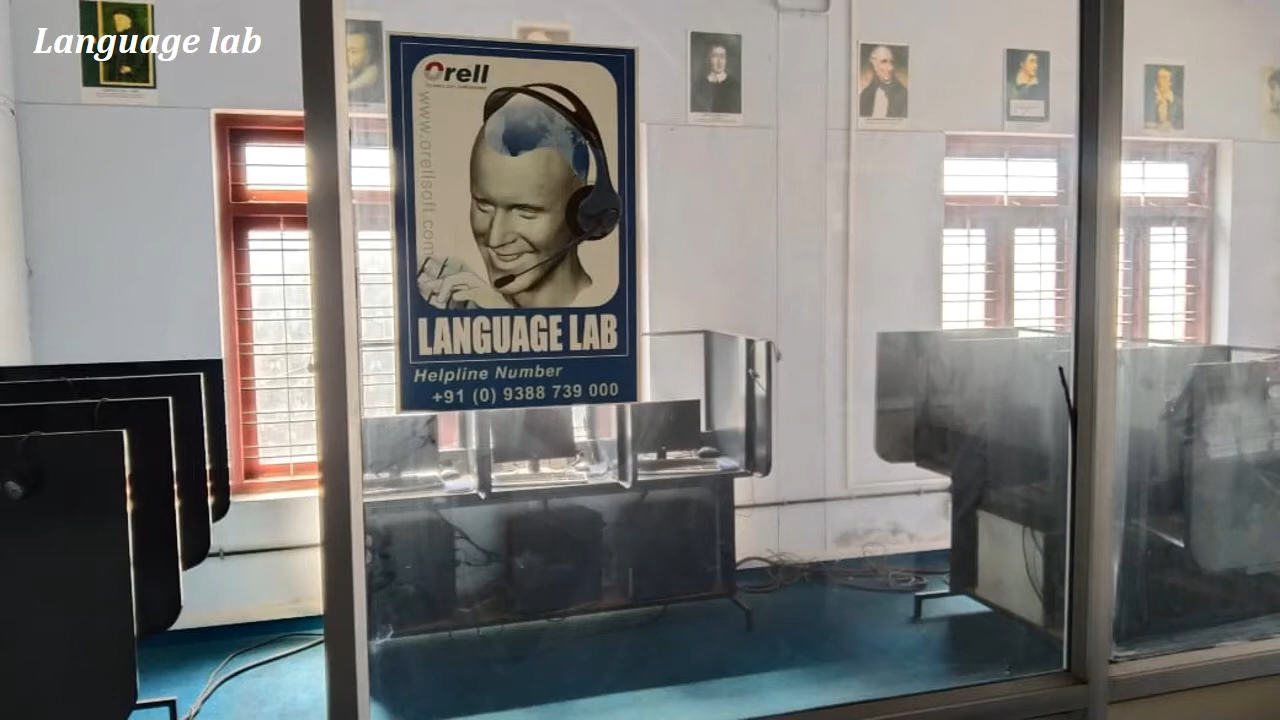 Language lab
Orell
www.orellsoft.com
LANGUAGE LAB
Helpline Number
+91 (0) 9388 739 000